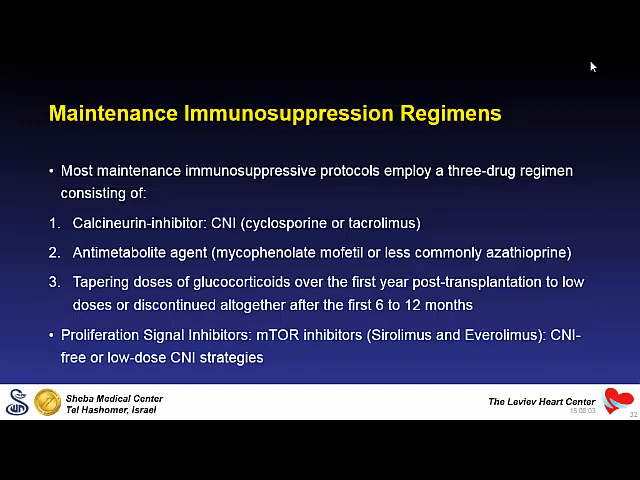 Maintenance Immunosuppression Regimens
• Most maintenance immunosuppressive protocols employ a three-drug regimen
consisting of:
1. Calcineurin-inhibitor: CNI (cyclosporine or tacrolimus)
2. Antimetabolite agent (mycophenolate mofetil or less commonly azathioprine)
3. Tapering doses of glucocorticoids over the first year post-transplantation to low
doses or discontinued altogether after the first 6 to 12 months
• Proliferation Signal Inhibitors: mTOR inhibitors (Sirolimus and Everolimus): CNI-
free or low-dose CNI strategies
Sheba Medical Center
Tel Hashomer, Israel
The Leviev Heart Center
15:08:03
32